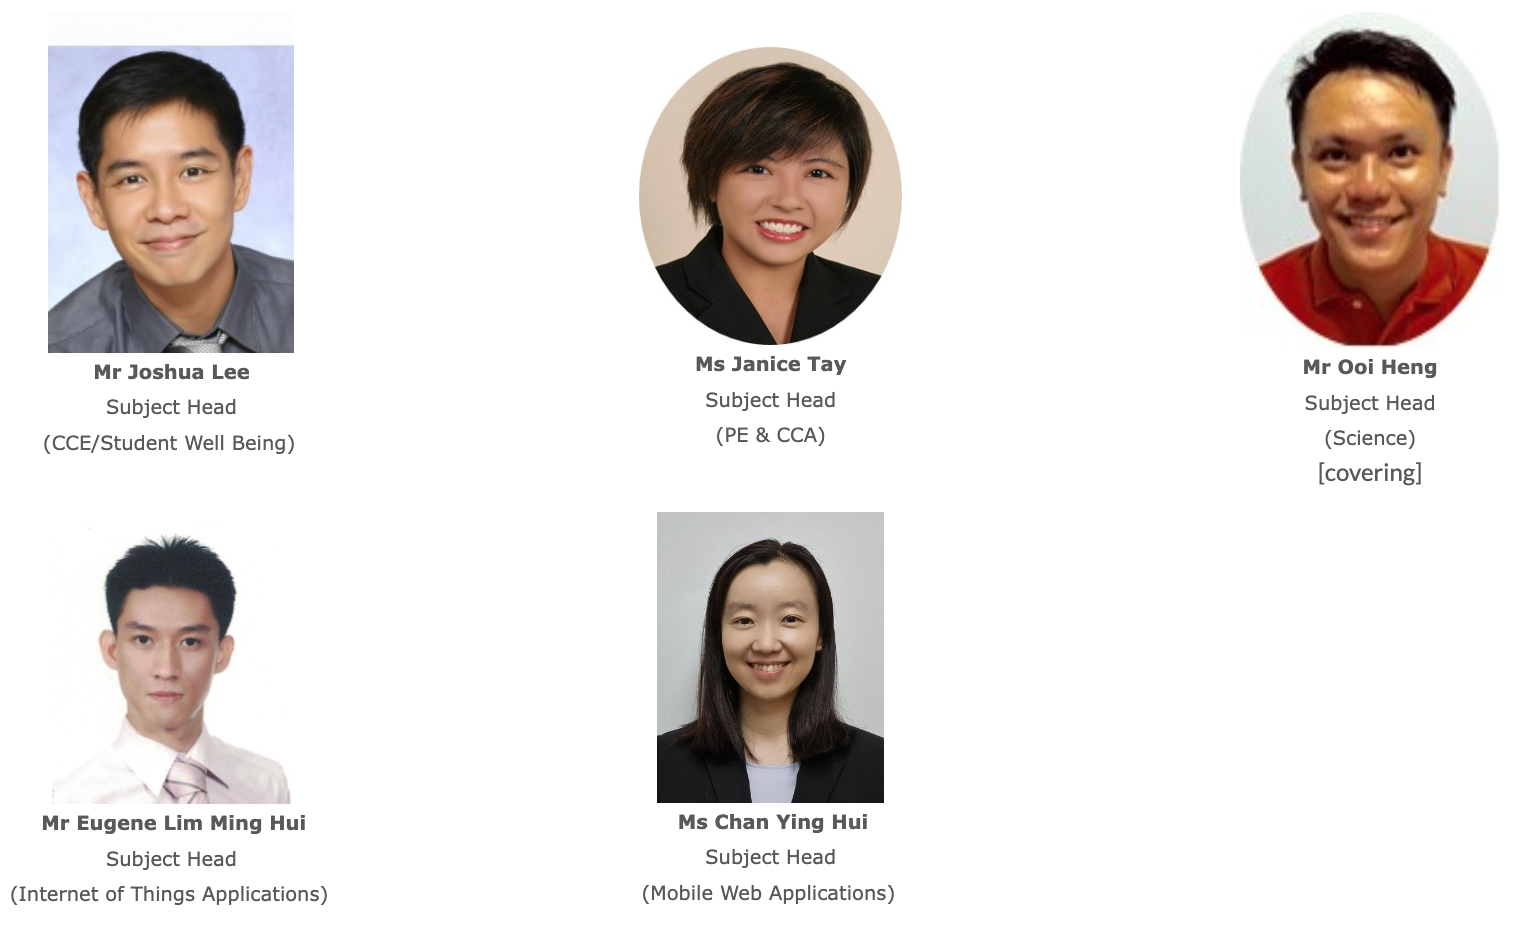 Mr Joshua Lee
Subject Head
(CCE/Student Well Being)
Ms Janice Tay
Subject Head
(PE & CCA)
Mr Ooi Heng
Subject Head
(Science)
[covering]
Mr Eugene Lim Ming Hui
Subject Head
(Internet of Things Applications)
Ms Chan Ying Hui
Subject Head
(Mobile Web Applications)